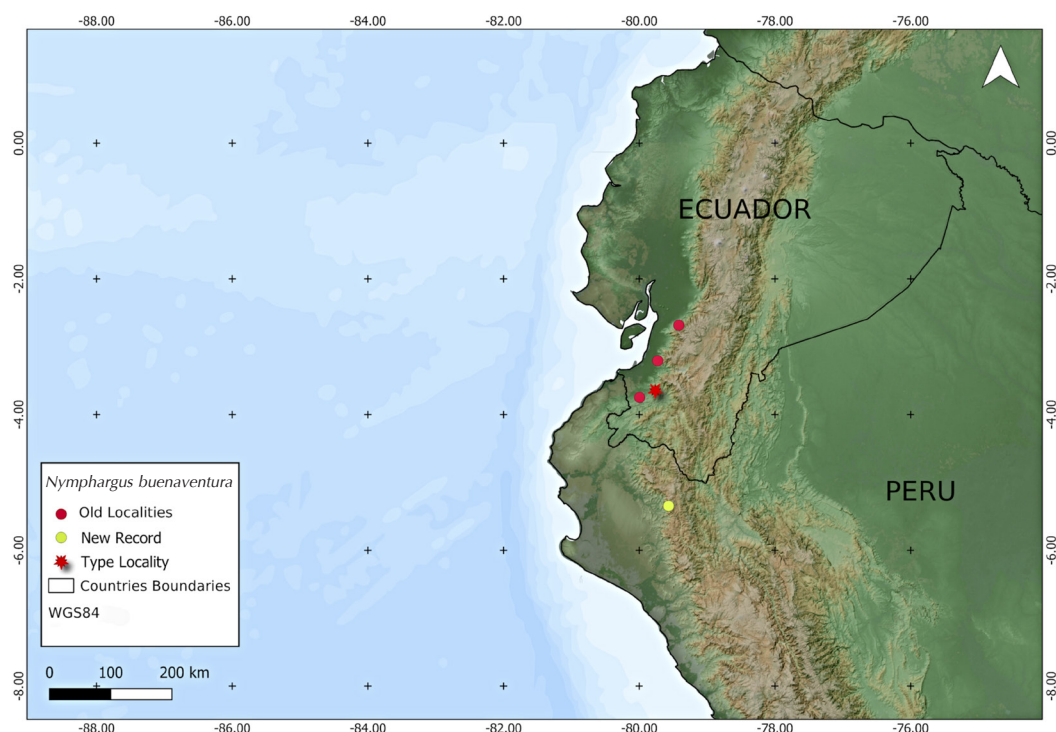 -88.00 -86.00 -84.00 -82.00 -80.00 -78.00 -76.00
0.00 0.00
ECUADOR
-2.00 -2.00
-4.00 -4.00
PERU
Nymphargus buenaventura
Old Localities
New Record
Type Locality
Countries Boundaries
WGS84
-6.00 -6.00
0 100 200 km
-8.00 -8.00
-88.00 -86.00 -84.00 -82.00 -80.00 -78.00 -76.00